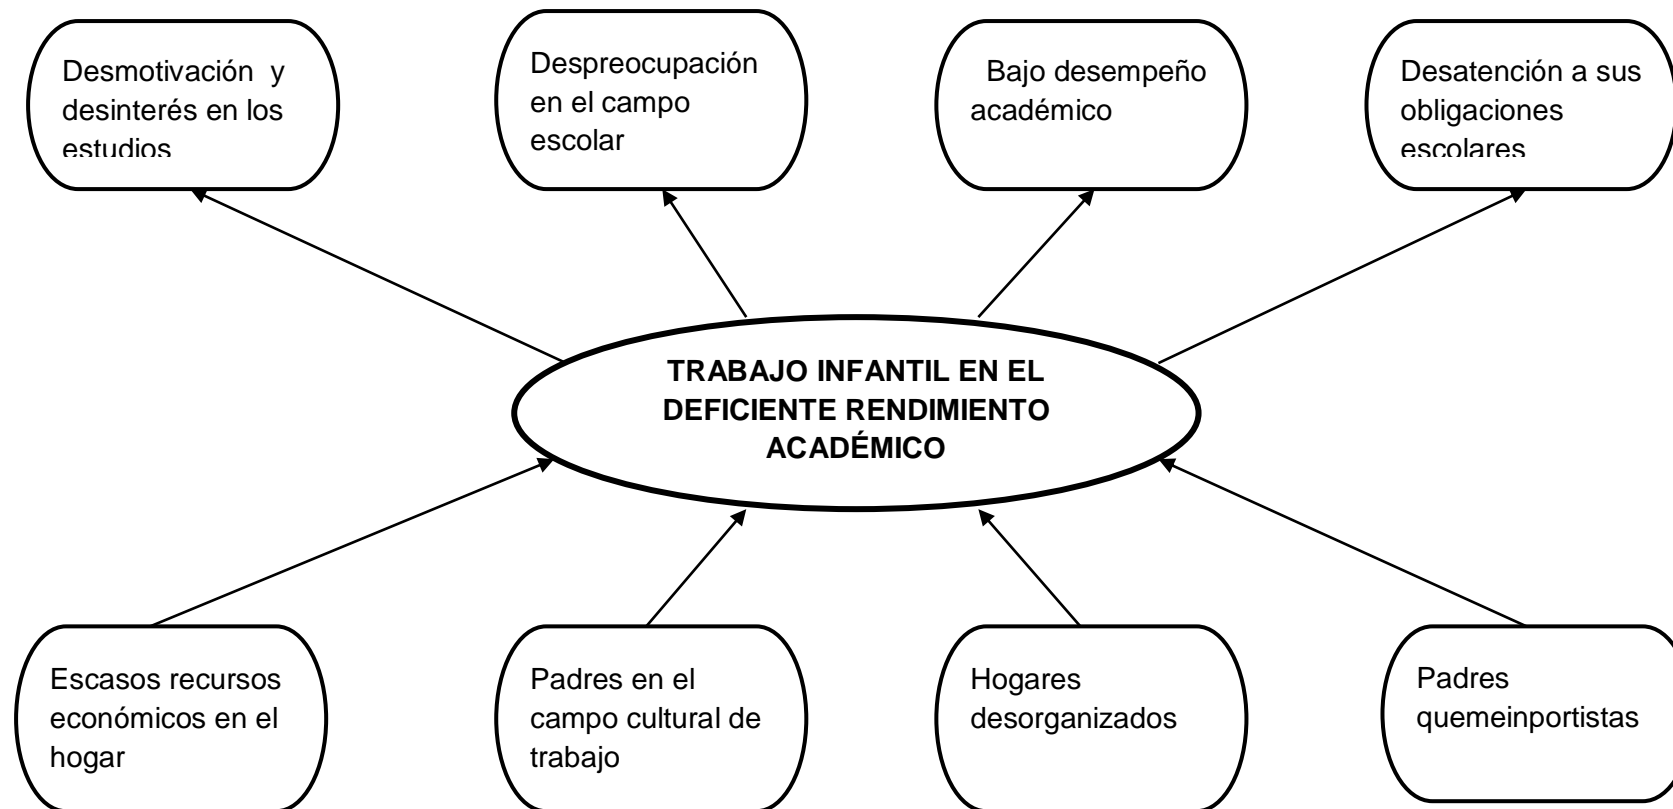 Desmotivación y
desinterés en los
estudios
Despreocupación
en el campo
escolar
Bajo desempeño
académico
Desatención a sus
obligaciones
escolares
TRABAJO INFANTIL EN EL
DEFICIENTE RENDIMIENTO
ACADÉMICO
Escasos recursos
económicos en el
hogar
Padres en el
campo cultural de
trabajo
Hogares
desorganizados
Padres
quemeinportistas